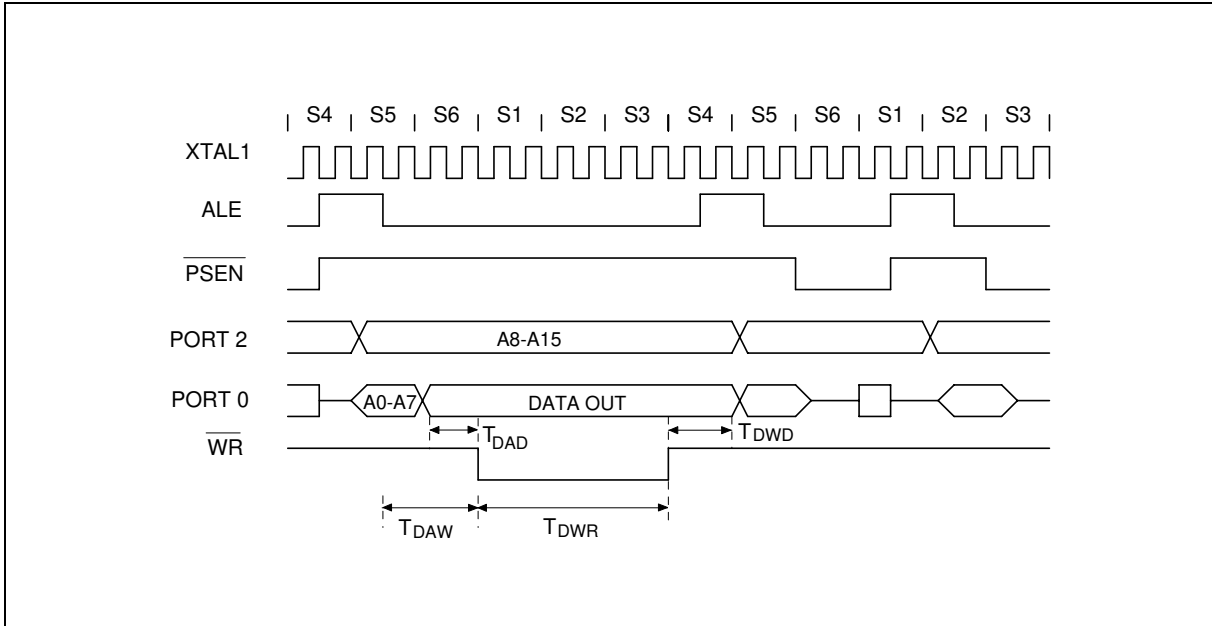 S4 S5 S6 S1 S2 S3 S4 S5 S6 S1 S2 S3
XTAL1
ALE
PSEN
PORT 2 A8-A15
PORT 0 A0-A7 DATA OUT
TDAD TDWD
WR
TDAW TDWR